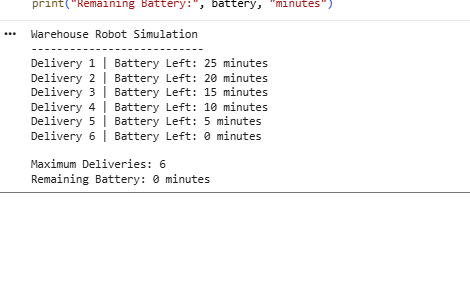 print("Remaining Battery:", battery, "minutes")
Warehouse Robot Simulation
--------------------------
Delivery 1 | Battery Left: 25 minutes
Delivery 2 | Battery Left: 20 minutes
Delivery 3 | Battery Left: 15 minutes
Delivery 4 | Battery Left: 10 minutes
Delivery 5 | Battery Left: 5 minutes
Delivery 6 | Battery Left: 0 minutes
Maximum Deliveries: 6
Remaining Battery: 0 minutes